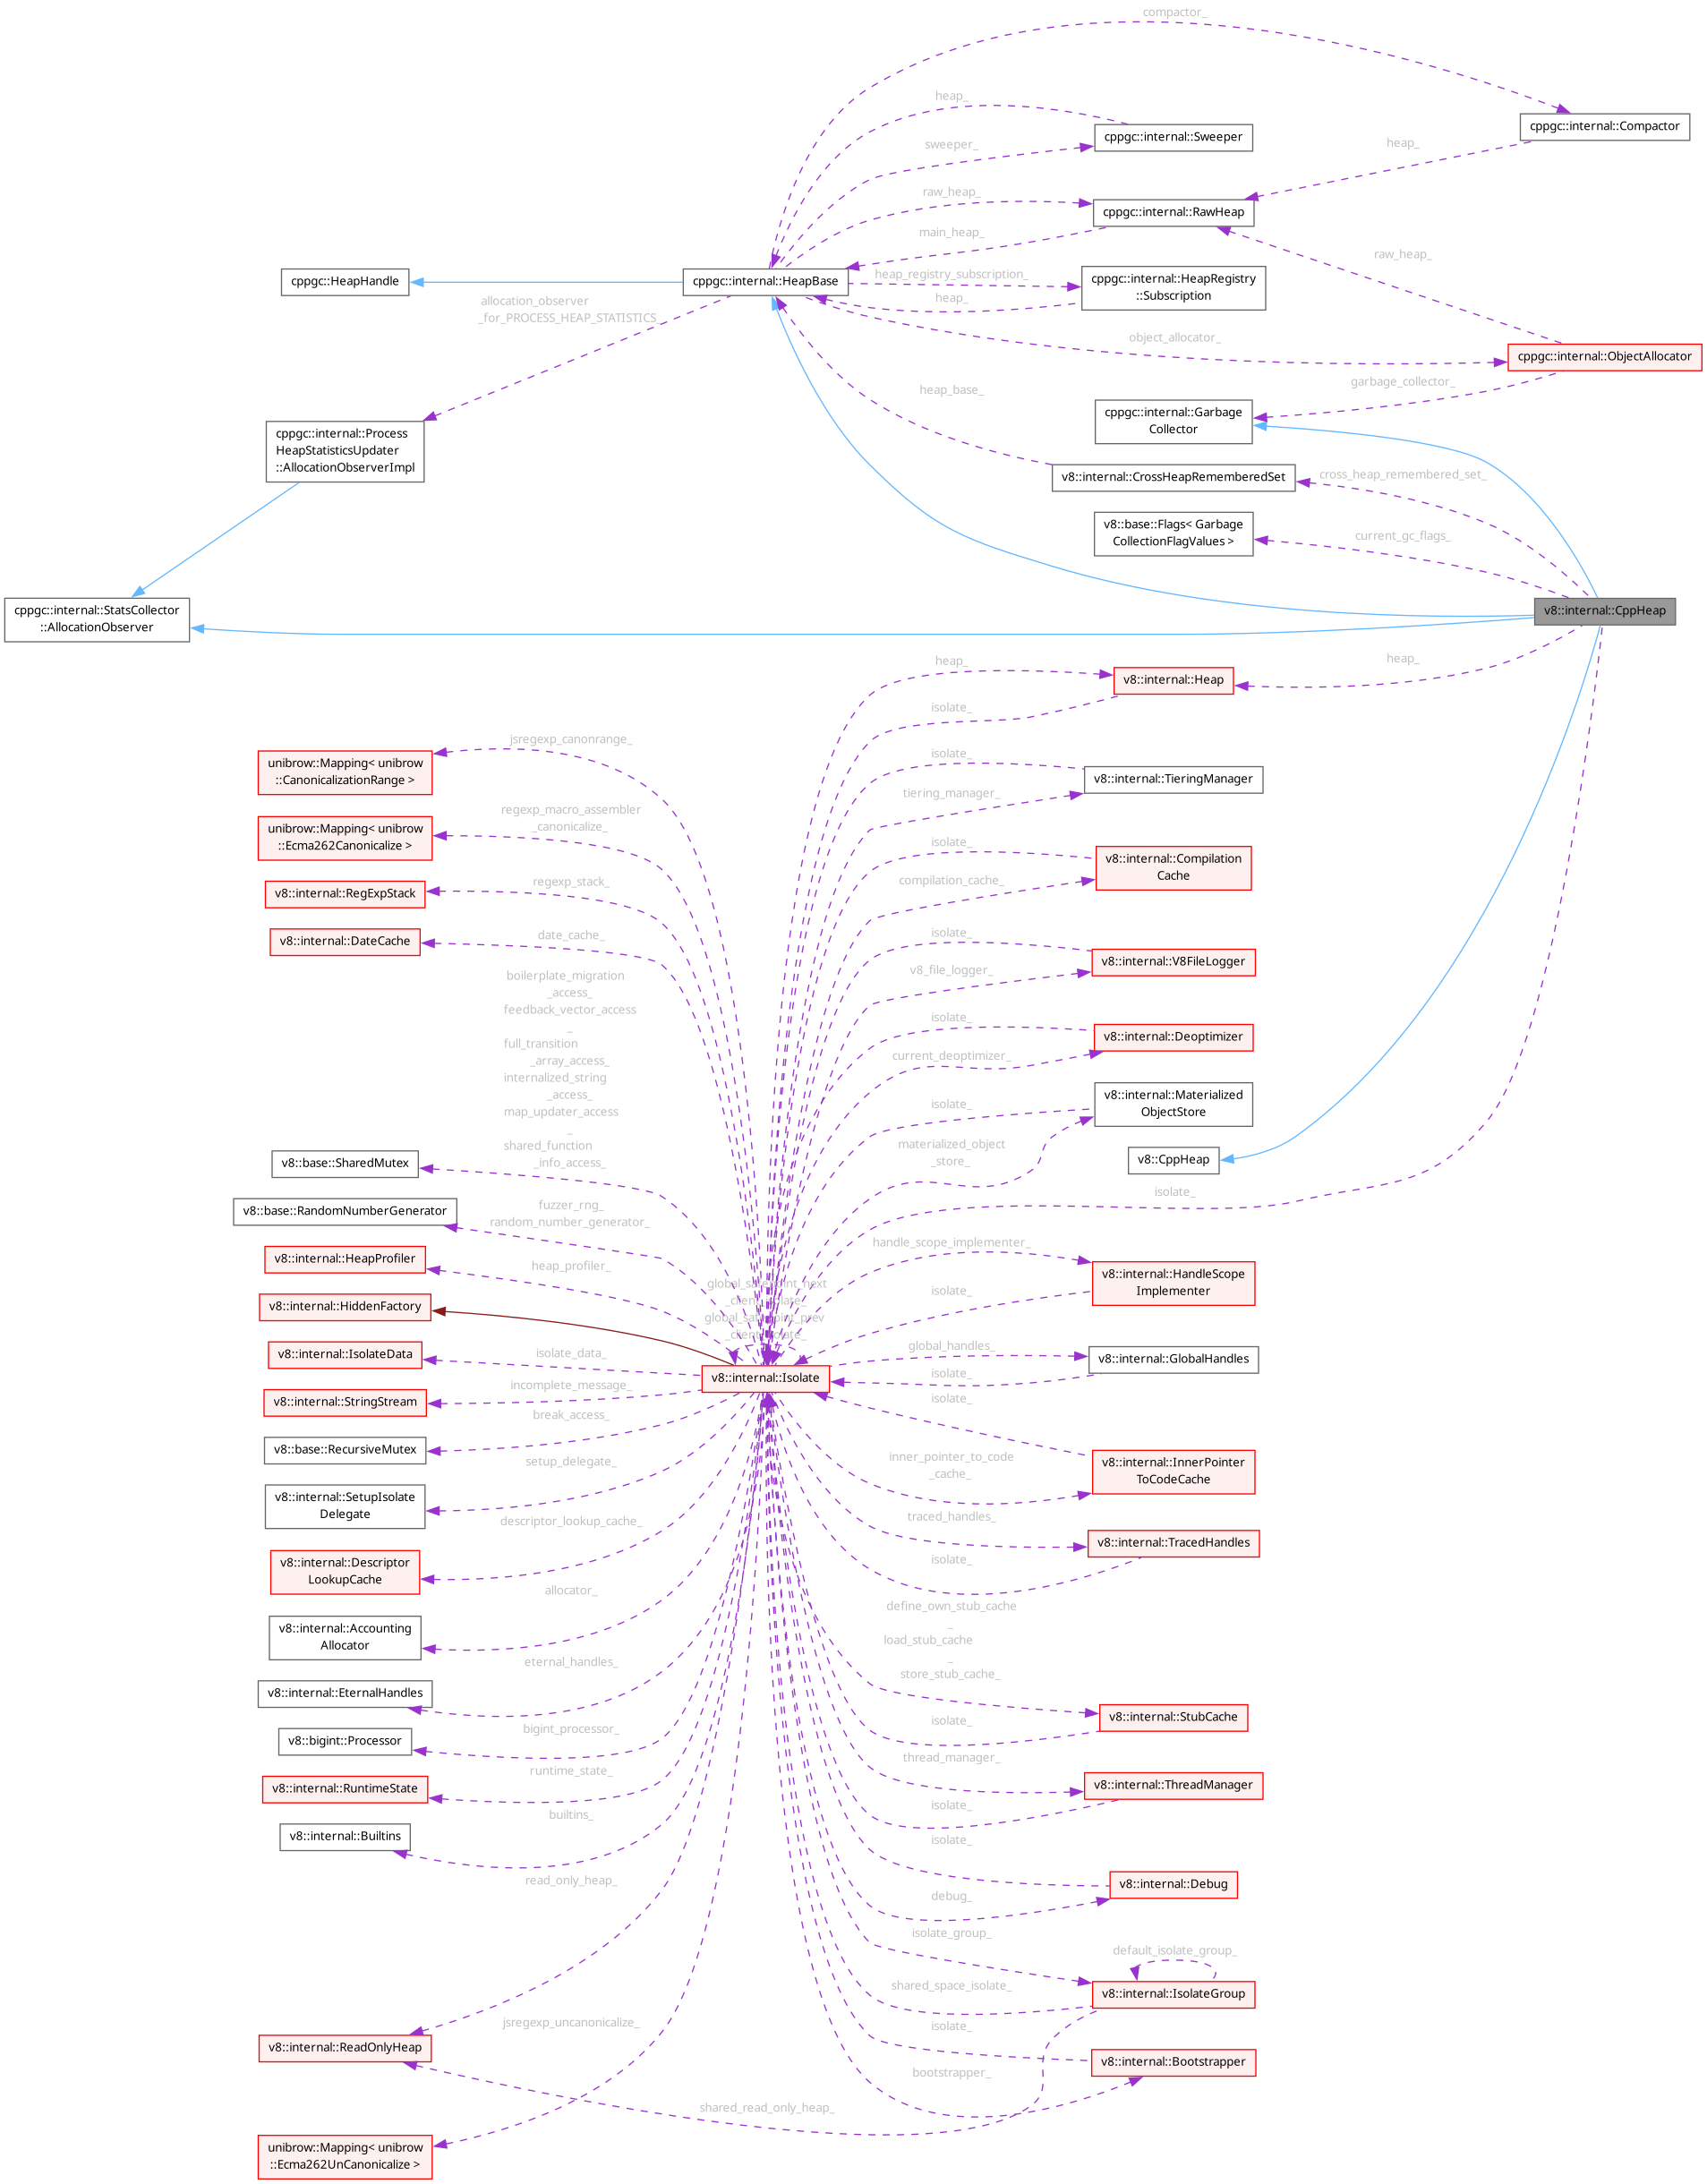 compactor_
heap_
cppgc::internal::Sweeper
cppgc::internal::Compactor
sweeper_
heap_
raw_heap_
cppgc::internal::RawHeap
main_heap_
raw_heap_
cppgc::HeapHandle
cppgc::internal::HeapBase
heap_registry_subscription_
cppgc::internal::HeapRegistry
::Subscription
heap_
allocation_observer
_for_PROCESS_HEAP_STATISTICS_
object_allocator_
cppgc::internal::ObjectAllocator
garbage_collector_
heap_base_
cppgc::internal::Garbage
Collector
cppgc::internal::Process
HeapStatisticsUpdater
::AllocationObserverImpl
v8::internal::CrossHeapRememberedSet
cross_heap_remembered_set_
v8::base::Flags< Garbage
CollectionFlagValues >
current_gc_flags_
cppgc::internal::StatsCollector
::AllocationObserver
v8::internal::CppHeap
heap_
v8::internal::Heap
heap_
isolate_
jsregexp_canonrange_
unibrow::Mapping< unibrow
::CanonicalizationRange >
isolate_
v8::internal::TieringManager
tiering_manager_
regexp_macro_assembler
_canonicalize_
unibrow::Mapping< unibrow
::Ecma262Canonicalize >
isolate_
v8::internal::Compilation
Cache
compilation_cache_
regexp_stack_
v8::internal::RegExpStack
date_cache_
v8::internal::DateCache
isolate_
v8::internal::V8FileLogger
v8_file_logger_
boilerplate_migration
_access_
feedback_vector_access
_
full_transition
_array_access_
internalized_string
_access_
map_updater_access
_
shared_function
_info_access_
isolate_
v8::internal::Deoptimizer
current_deoptimizer_
isolate_
v8::internal::Materialized
ObjectStore
materialized_object
_store_
v8::base::SharedMutex
v8::CppHeap
isolate_
v8::base::RandomNumberGenerator
fuzzer_rng_
random_number_generator_
handle_scope_implementer_
v8::internal::HeapProfiler
heap_profiler_
v8::internal::HandleScope
Implementer
global_safepoint_next
_client_isolate_
global_safepoint_prev
_client_isolate_
isolate_
v8::internal::HiddenFactory
v8::internal::IsolateData
isolate_data_
global_handles_
v8::internal::GlobalHandles
isolate_
v8::internal::Isolate
v8::internal::StringStream
incomplete_message_
isolate_
v8::base::RecursiveMutex
break_access_
inner_pointer_to_code
_cache_
v8::internal::InnerPointer
ToCodeCache
setup_delegate_
v8::internal::SetupIsolate
Delegate
descriptor_lookup_cache_
traced_handles_
v8::internal::TracedHandles
v8::internal::Descriptor
LookupCache
isolate_
allocator_
define_own_stub_cache
_
load_stub_cache
_
store_stub_cache_
v8::internal::Accounting
Allocator
eternal_handles_
v8::internal::EternalHandles
v8::internal::StubCache
isolate_
bigint_processor_
v8::bigint::Processor
runtime_state_
v8::internal::RuntimeState
thread_manager_
v8::internal::ThreadManager
isolate_
builtins_
v8::internal::Builtins
isolate_
read_only_heap_
v8::internal::Debug
debug_
isolate_group_
default_isolate_group_
shared_space_isolate_
v8::internal::IsolateGroup
jsregexp_uncanonicalize_
isolate_
v8::internal::ReadOnlyHeap
v8::internal::Bootstrapper
bootstrapper_
shared_read_only_heap_
unibrow::Mapping< unibrow
::Ecma262UnCanonicalize >